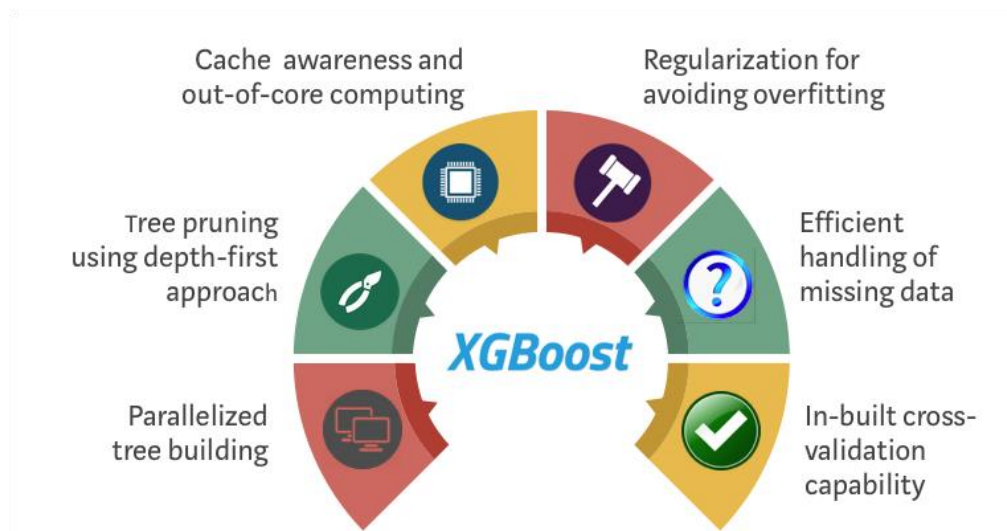 Cache awareness and
out-of-core computing
Regularization for
avoiding overfitting
Tree pruning
using depth-first
approach
Efficient
handling of
missing data
XGBoost
Parallelized
tree building
In-built cross-
validation
capability
?